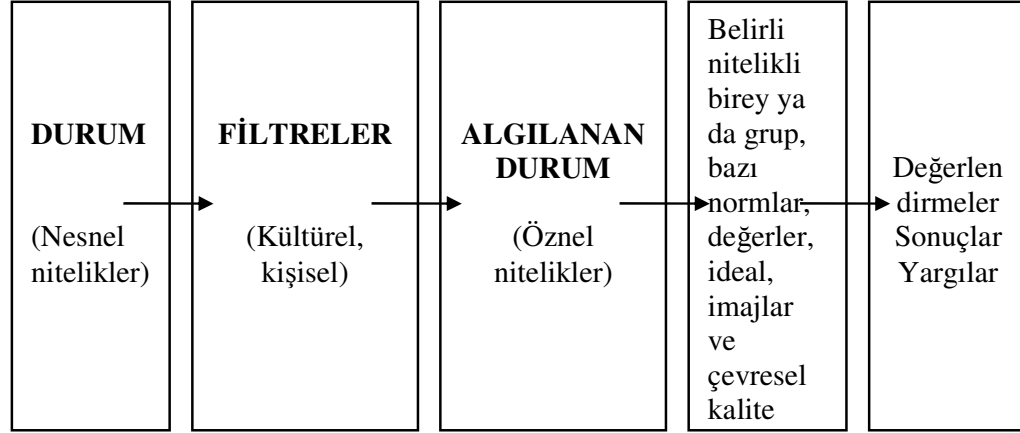 DURUM
(Nesnel
nitelikler)
FİLTRELER
(Kültürel,
kişisel)
ALGILANAN
DURUM
(Öznel
nitelikler)
Belirli
nitelikli
birey ya
da grup,
bazı
normlar,
değerler,
ideal,
imajlar
ve
çevresel
kalite
Değerlen
dirmeler
Sonuçlar
Yargılar